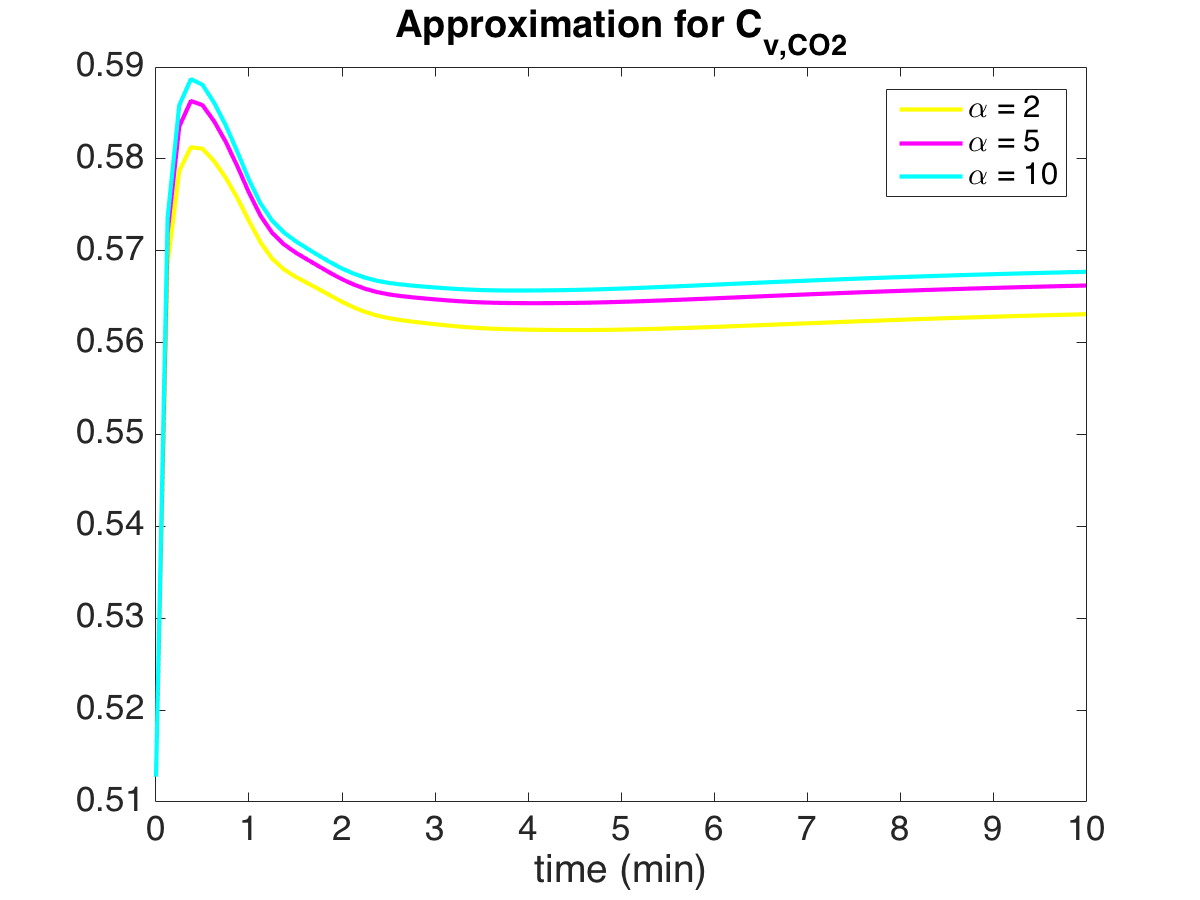 Approximation for C_v,CO2
0.59
0.58
0.57
0.56
0.55
0.54
0.53
0.52
0.51
α = 2
α = 5
α = 10
0 1 2 3 4 5 6 7 8 9 10
time (min)